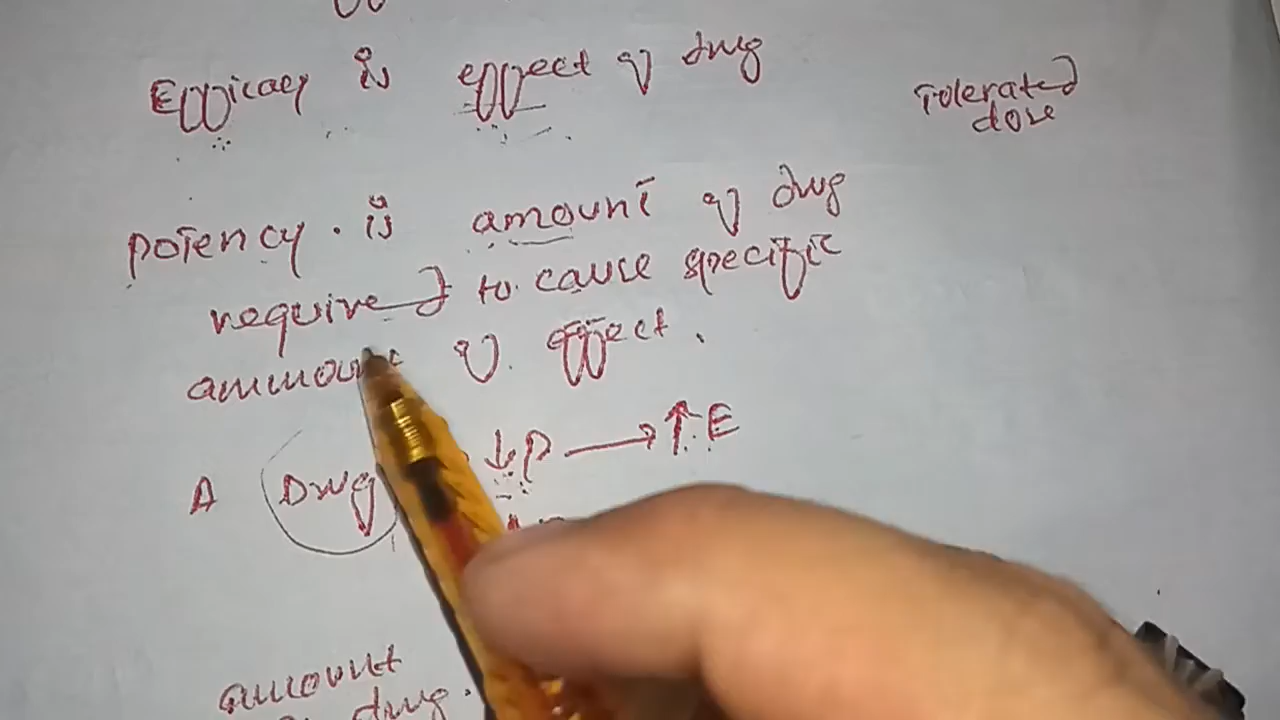 Efficacy is effect of drug
Tolerated
dose
potency. is amount of drug
required to cause specific
ammount of effect.
A Drug ↓P → ↑E
amount
drug.